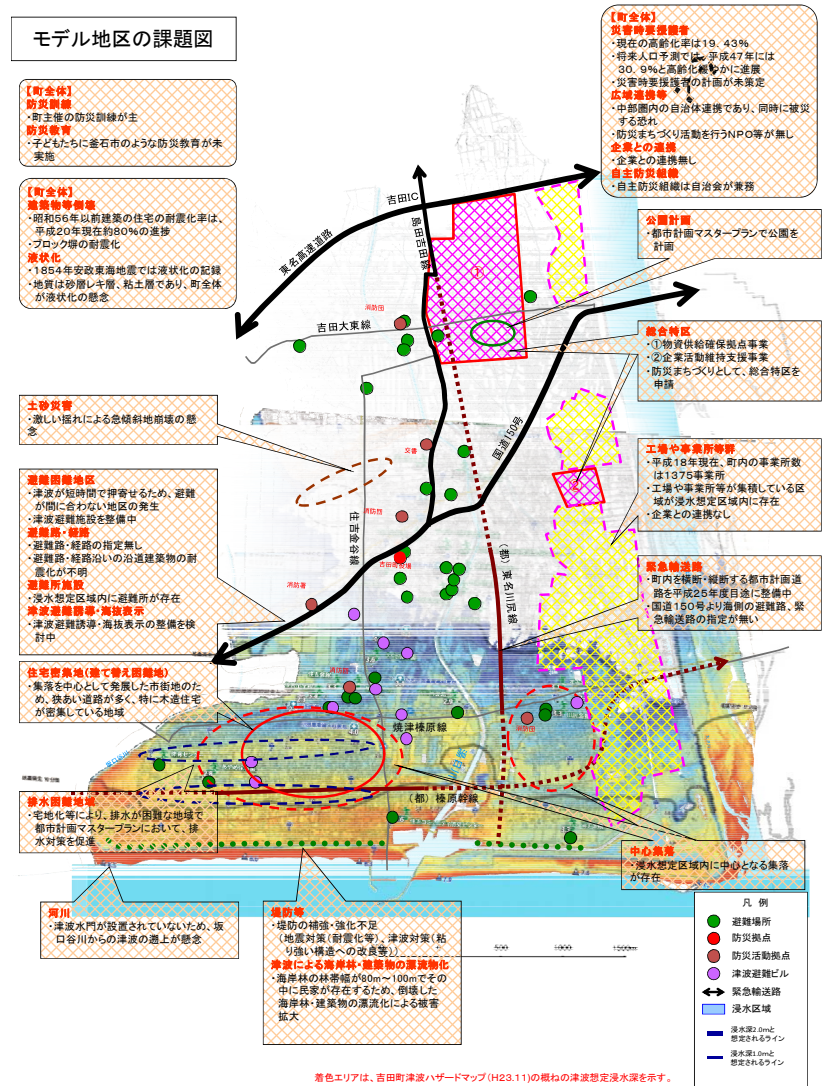 モデル地区の課題図
【町全体】
防災訓練
・町主催の防災訓練が主
防災教育
・子どもたちに釜石市のような防災教育が未
実施
【町全体】
建築物等倒壊
・昭和56年以前建築の住宅の耐震化率は、
平成20年現在約80%の進捗
・ブロック塀の耐震化
液状化
・1854年安政東海地震では液状化の記録
・地質は砂層レキ層、粘土層であり、町全体
が液状化の懸念
【町全体】
災害時要援護者
・現在の高齢化率は19.43%
・将来人口予測では、平成47年には
30.9%と高齢化緩やかに進展
・災害時要援護者の計画が未策定
広域連携等
・中部圏内の自治体連携であり、同時に被災
する恐れ
・防災まちづくり活動を行うNPO等が無し
企業との連携
・企業との連携無し
自主防災組織
・自主防災組織は自治会が兼務
公園計画
・都市計画マスタープランで公園を
計画
総合特区
・①物資供給確保拠点事業
・②企業活動維持支援事業
・防災まちづくりとして、総合特区を
申請
土砂災害
・激しい揺れによる急傾斜地崩壊の懸
念
避難困難地区
・津波が短時間で押寄せるため、避難
が間に合わない地区の発生
・津波避難施設を整備中
避難路・経路
・避難路・経路の指定無し
・避難路・経路沿いの沿道建築物の耐
震化が不明
避難所施設
・浸水想定区域内に避難所が存在
津波避難誘導・海抜表示
・津波避難誘導・海抜表示の整備を検
討中
工場や事業所等群
・平成18年現在、町内の事業所数
は1375事業所
・工場や事業所等が集積している区
域が浸水想定区域内に存在
・企業との連携なし
緊急輸送路
・町内を横断・縦断する都市計画道
路を平成25年度目途に整備中
・国道150号より海側の避難路、緊
急輸送路の指定が無い
住宅密集地(建て替え困難地)
・集落を中心として発展した市街地のた
め、狭あい道路が多く、特に木造住宅
が密集している地域
排水困難地域
・宅地化等により、排水が困難な地域で
都市計画マスタープランにおいて、排
水対策を促進
中心集落
・浸水想定区域内に中心となる集落
が存在
河川
・津波水門が設置されていないため、坂
口谷川からの津波の遡上が懸念
堤防等
・堤防の補強・強化不足
(地震対策(耐震化等)、津波対策(粘
り強い構造への改良等))
津波による海岸林・建築物の漂流物化
・海岸林の林帯幅が80m~100mでその
中に民家が存在するため、倒壊した
海岸林・建築物の漂流化による被害
拡大
吉田IC
東名高速道路
島田吉田線
①
消防団
吉田大東線
国道150号
交番
②
消防団
住吉金谷線
吉田町役場
(都)東名川尻線
消防署
消防団
焼津榛原線
消防団
(都)榛原幹線
500
1000
1500m
凡 例
避難場所
防災拠点
防災活動拠点
津波避難ビル
緊急輸送路
浸水区域
浸水深2.0mと
想定されるライン
浸水深1.0mと
想定されるライン
着色エリアは、吉田町津波ハザードマップ(H23.11)の概ねの津波想定浸水深を示す。